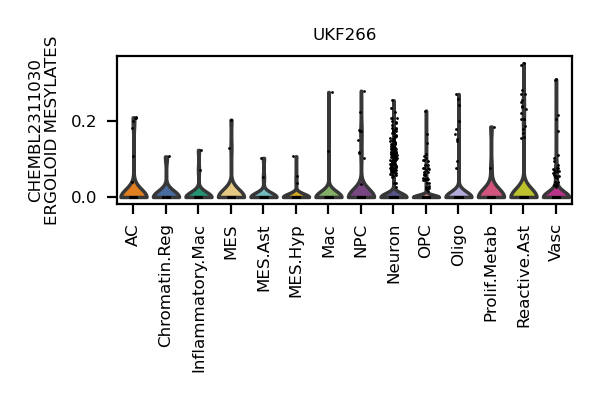 UKF266
CHEMBL2311030
ERGOLOID MESYLATES
0.2
0.0
AC
Chromatin.Reg
Inflammatory.Mac
MES
MES.Ast
MES.Hyp
Mac
NPC
Neuron
OPC
Oligo
Prolif.Metab
Reactive.Ast
Vasc